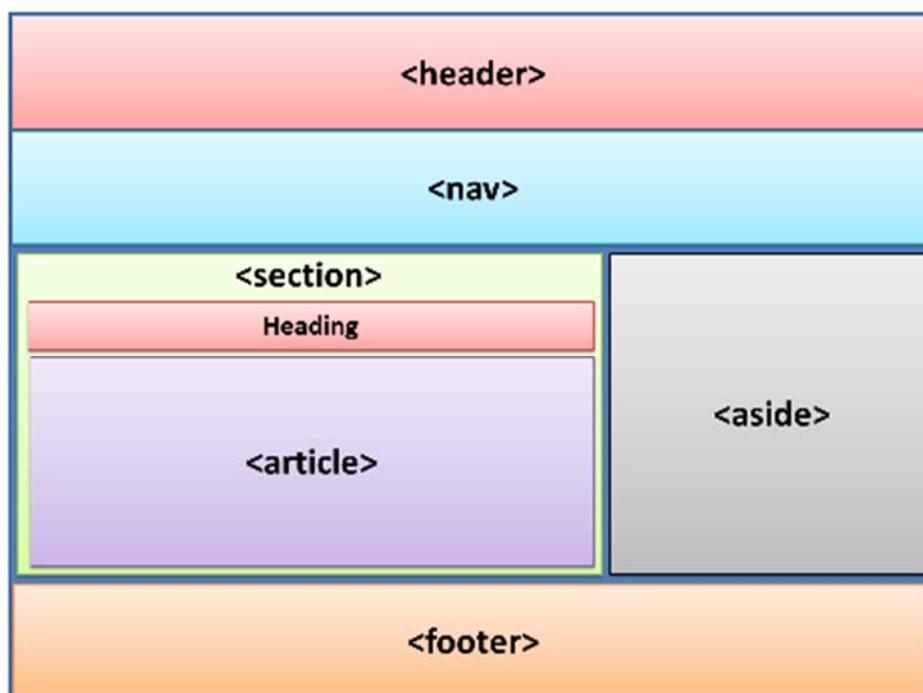 <header>
<nav>
<section>
Heading
<article>
<aside>
<footer>